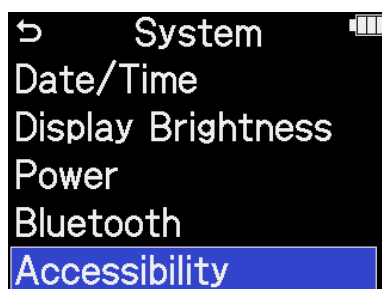 System
Date/Time
Display Brightness
Power
Bluetooth
Accessibility